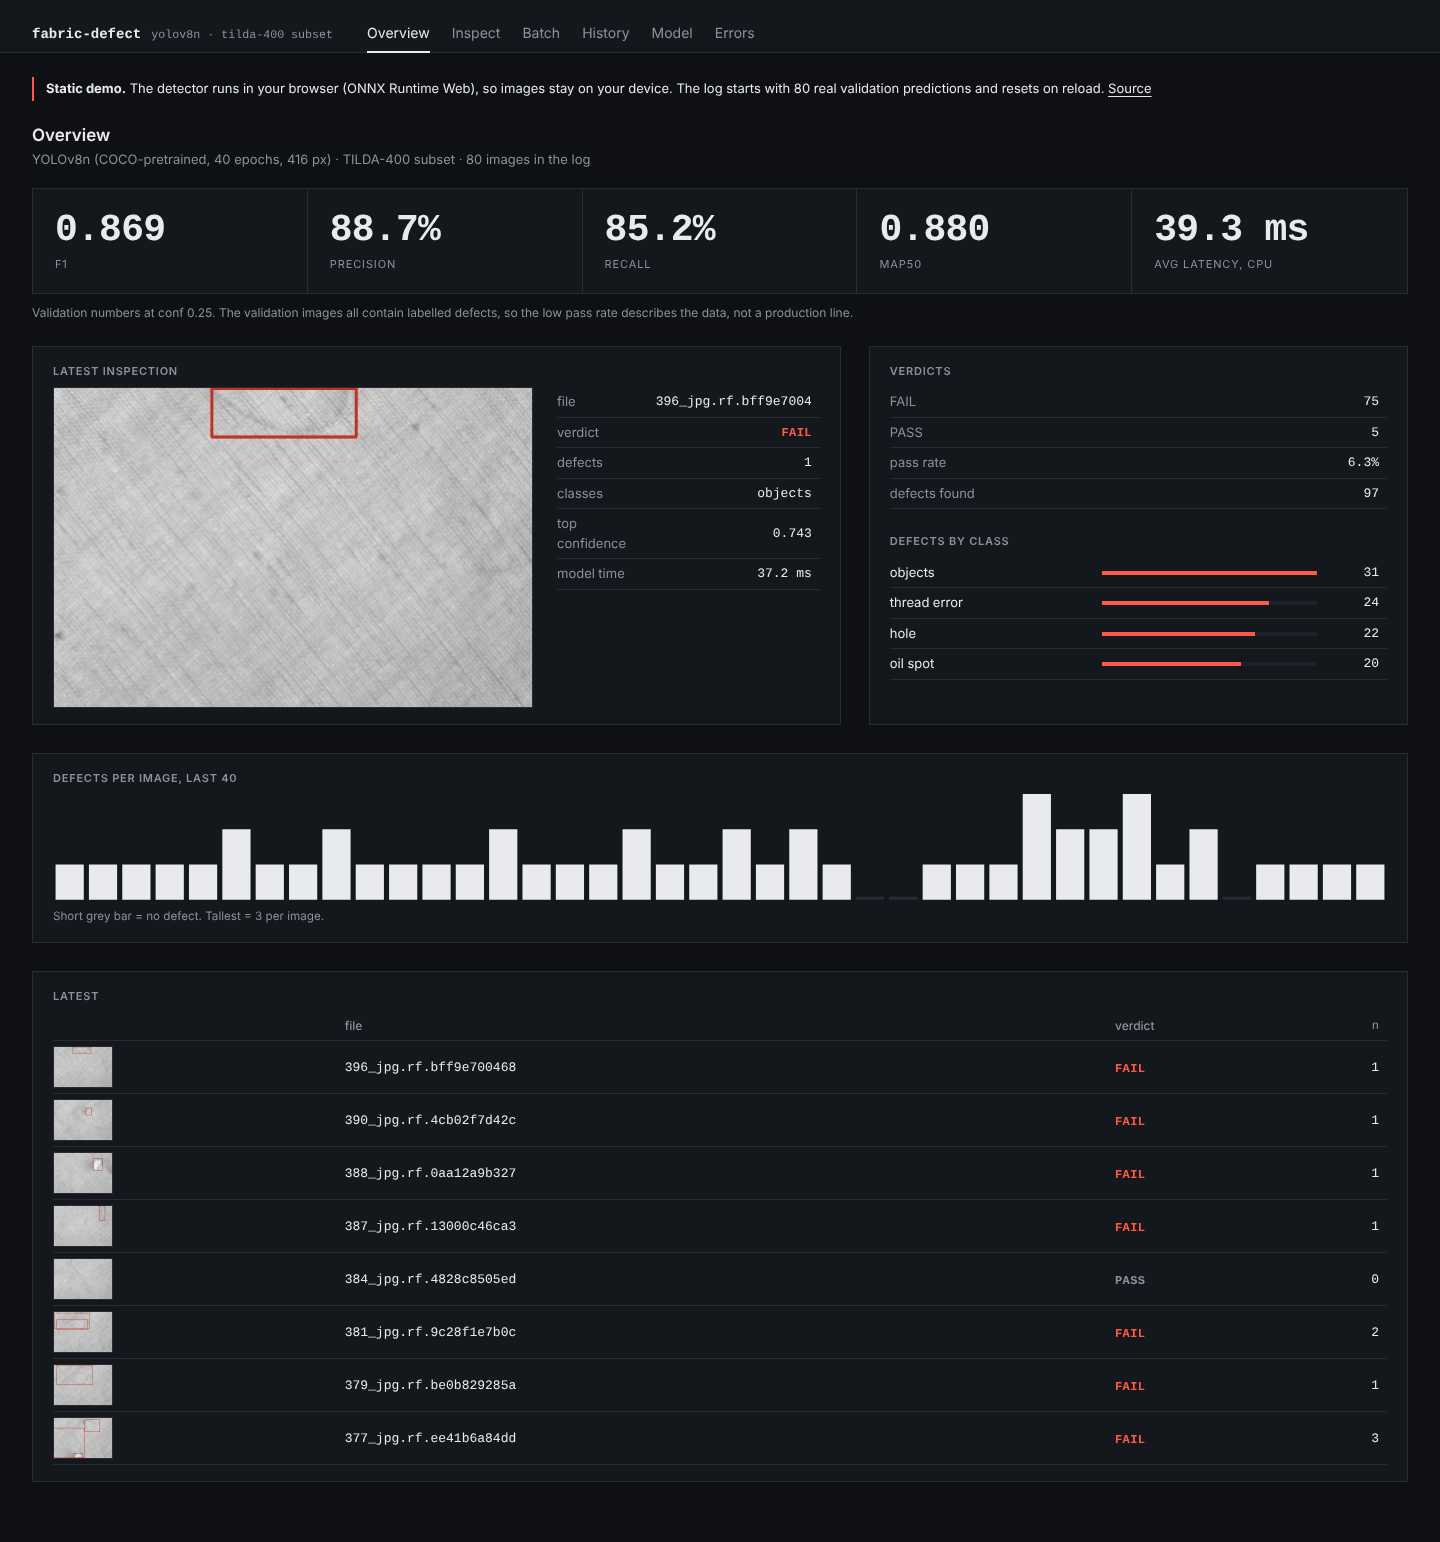 fabric-defect yolov8n · tilda-400 subset Overview Inspect Batch History Model Errors
Static demo. The detector runs in your browser (ONNX Runtime Web), so images stay on your device. The log starts with 80 real validation predictions and resets on reload. Source
Overview
YOLOv8n (COCO-pretrained, 40 epochs, 416 px) · TILDA-400 subset · 80 images in the log
0.869 88.7% 85.2% 0.880 39.3 ms
F1 PRECISION RECALL MAP50 AVG LATENCY, CPU
Validation numbers at conf 0.25. The validation images all contain labelled defects, so the low pass rate describes the data, not a production line.
LATEST INSPECTION
file 396_jpg.rf.bff9e7004
verdict FAIL
defects 1
classes objects
top
confidence 0.743
model time 37.2 ms
VERDICTS
FAIL 75
PASS 5
pass rate 6.3%
defects found 97
DEFECTS BY CLASS
objects 31
thread error 24
hole 22
oil spot 20
DEFECTS PER IMAGE, LAST 40
Short grey bar = no defect. Tallest = 3 per image.
LATEST
file verdict n
396_jpg.rf.bff9e700468 FAIL 1
390_jpg.rf.4cb02f7d42c FAIL 1
388_jpg.rf.0aa12a9b327 FAIL 1
387_jpg.rf.13000c46ca3 FAIL 1
384_jpg.rf.4828c8505ed PASS 0
381_jpg.rf.9c28f1e7b0c FAIL 2
379_jpg.rf.be0b829285a FAIL 1
377_jpg.rf.ee41b6a84dd FAIL 3